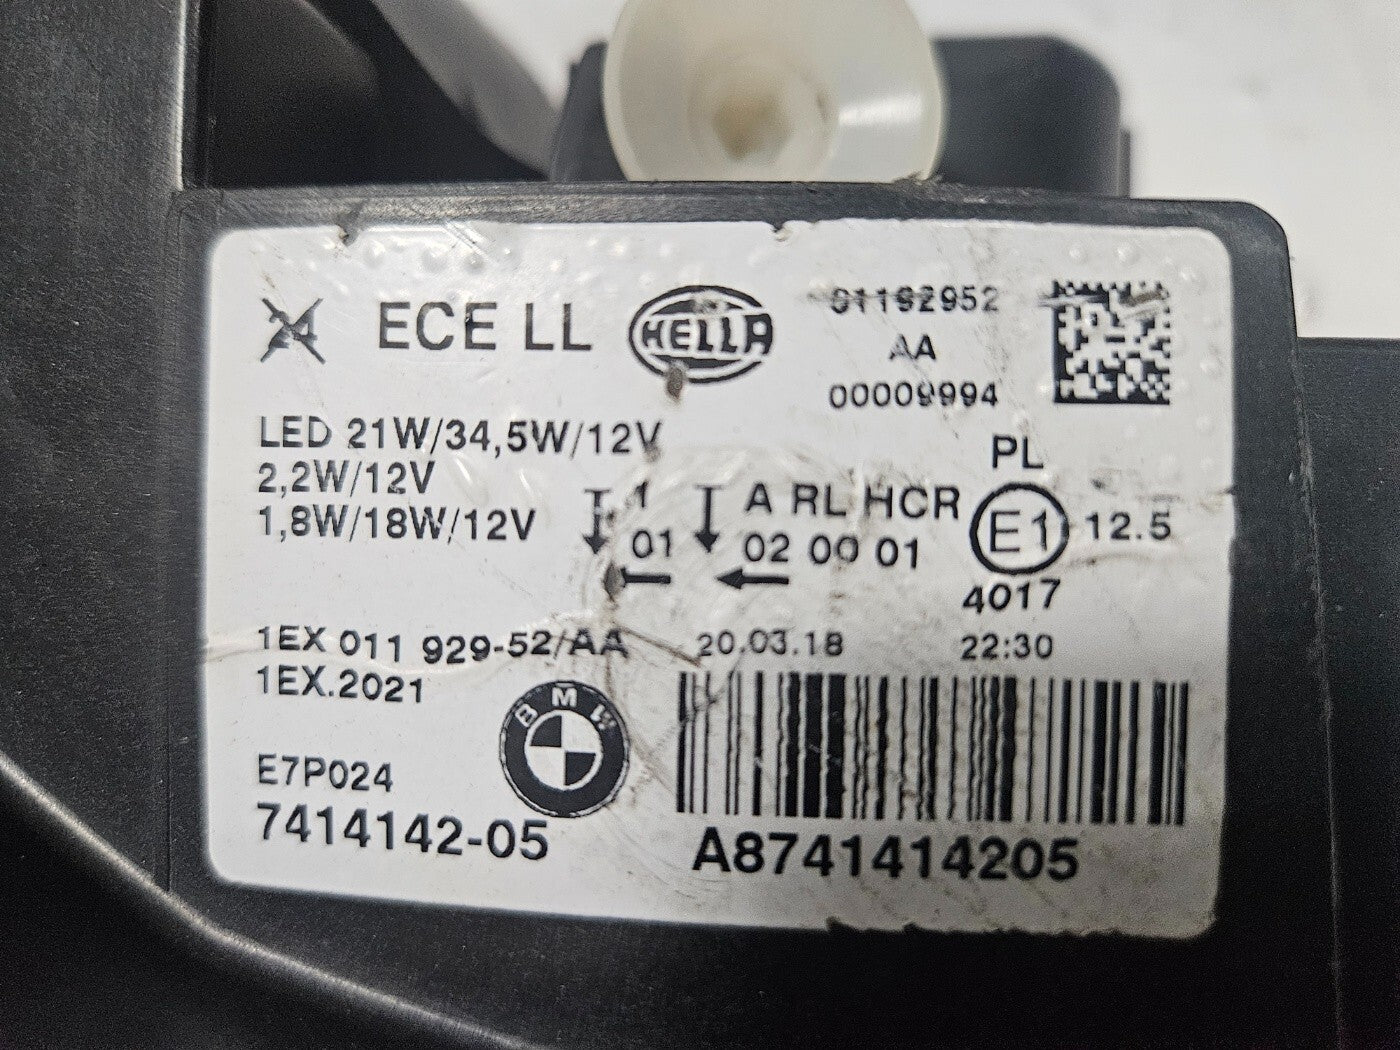 24 ECE LL HELLA 01192952
AA
00009994
LED 21W/34,5W/12V
2,2W/12V
1,8W/18W/12V
PL
1 A RL HCR E1 12.5
01 02 00 01
4017
1EX 011 929-52/AA 20.03.18 22:30
1EX.2021
BMW
E7P024
7414142-05 A8741414205